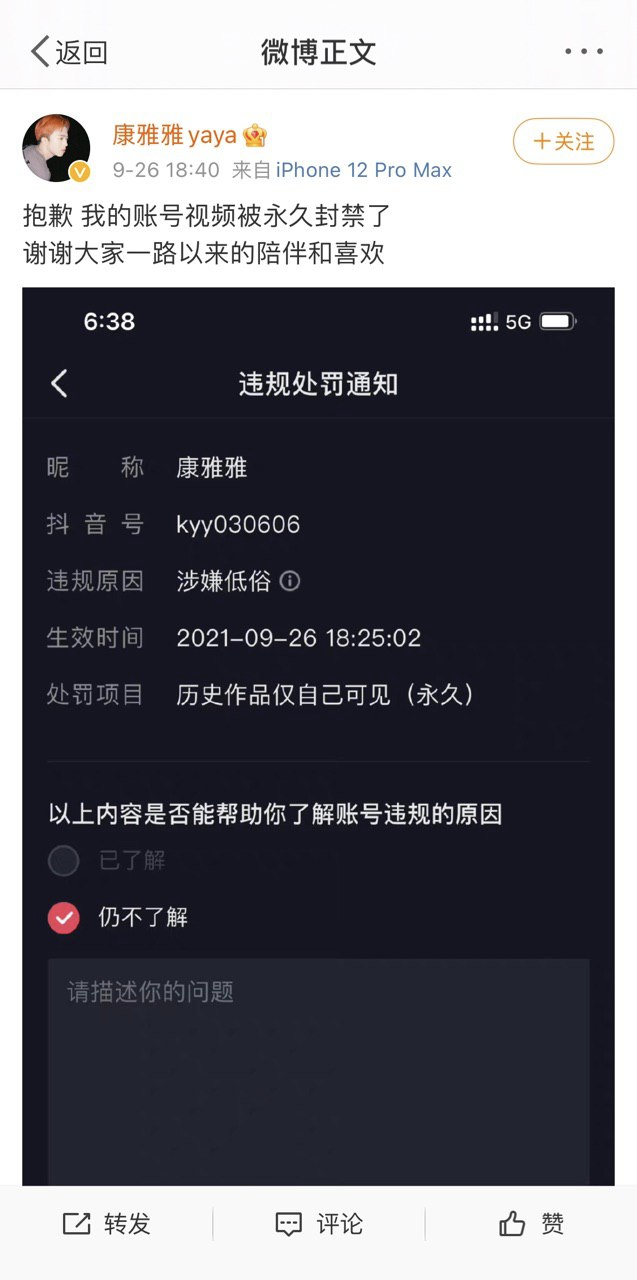 返回
微博正文
康雅雅yaya
9-26 18:40 来自 iPhone 12 Pro Max
+关注
抱歉 我的账号视频被永久封禁了
谢谢大家一路以来的陪伴和喜欢
6:38
5G
违规处罚通知
昵 称 康雅雅
抖 音 号 kyy030606
违规原因 涉嫌低俗
生效时间 2021-09-26 18:25:02
处罚项目 历史作品仅自己可见（永久）
以上内容是否能帮助你了解账号违规的原因
已了解
仍不了解
请描述你的问题
转发
评论
赞